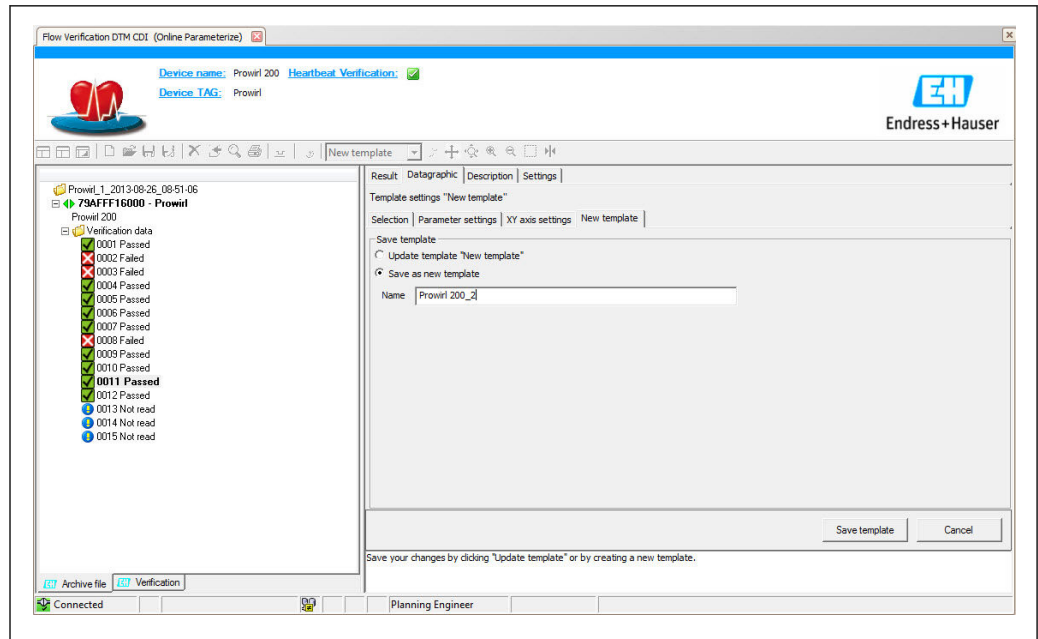 Flow Verification DTM CDI (Online Parameterize)
Device name: Prowirl 200 Heartbeat Verification:
Device TAG: Prowirl
EH
Endress+Hauser
New template
Result Datagraphic Description Settings
Prowirl_1_2013-08-26_08-51-06
Template settings "New template"
79AFFF16000 - Prowirl
Prowirl 200
Selection Parameter settings XY axis settings New template
Verification data
Save template
0001 Passed
Update template "New template"
0002 Failed
0003 Failed
Save as new template
0004 Passed
0005 Passed
Name Prowirl 200_2
0006 Passed
0007 Passed
0008 Failed
0009 Passed
0010 Passed
0011 Passed
0012 Passed
0013 Not read
0014 Not read
0015 Not read
Save template Cancel
Save your changes by clicking "Update template" or by creating a new template.
Archive file Verification
Connected Planning Engineer